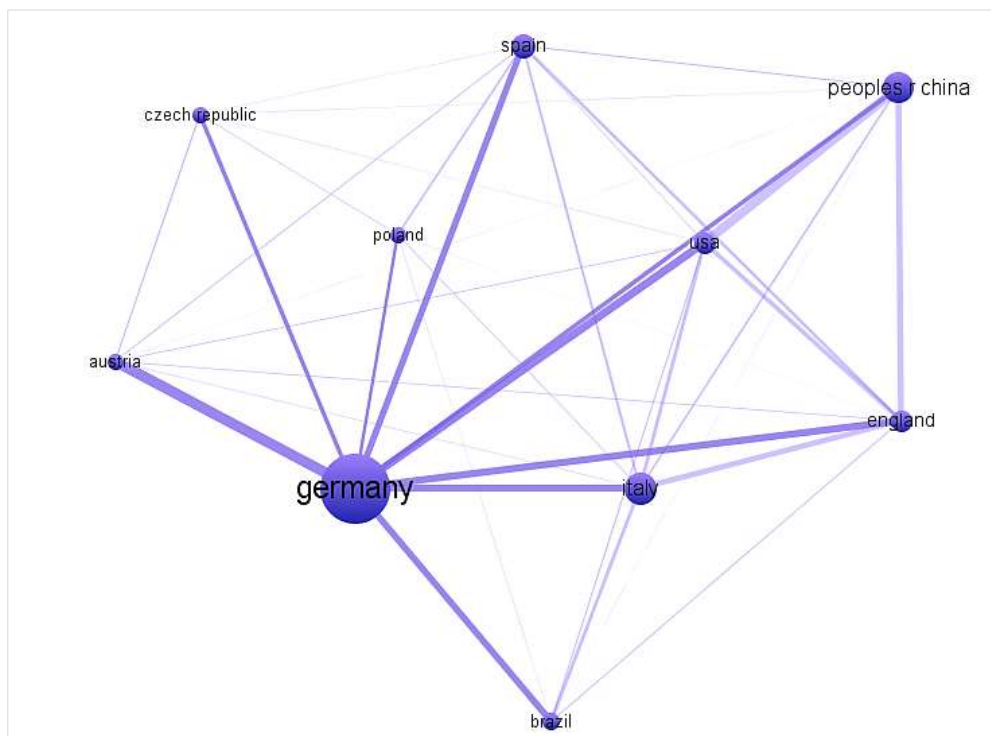 spain
peoples r china
czech republic
poland
usa
austria
england
germany
italy
brazil